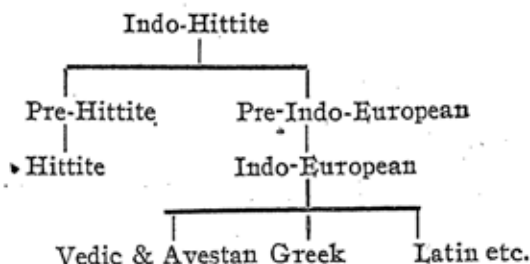 Indo-Hittite
Pre-Hittite Pre-Indo-European
Hittite Indo-European
Vedic & Avestan Greek Latin etc.